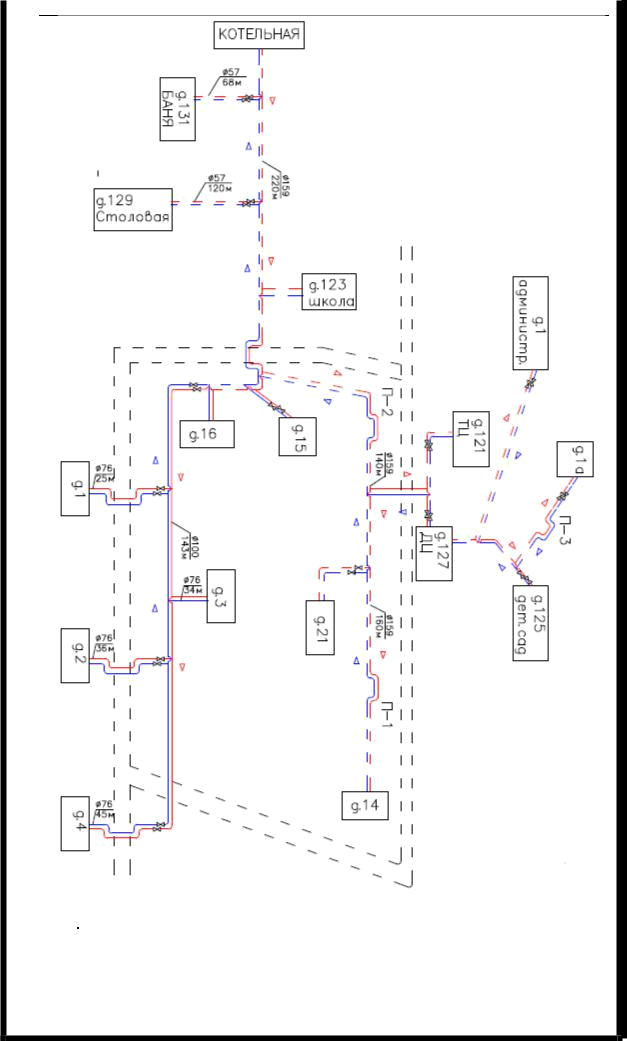 КОТЕЛЬНАЯ
ø57
68м
д.131
БАНЯ
ø57
120м
ø159
220м
д.129
Столовая
д.123
школа
д.1
администр.
П-2
д.16
д.15
д.121
ТЦ
д.1а
ø159
140м
д.1
ø76
25м
П-3
ø100
143м
д.127
ДЦ
д.3
ø76
34м
д.21
ø159
160м
д.125
дет.сад
д.2
ø76
36м
П-1
д.14
д.4
ø76
45м